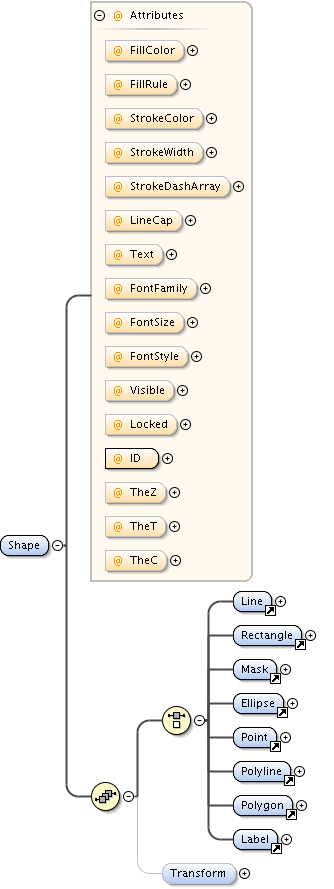 @ Attributes
@ FillColor
@ FillRule
@ StrokeColor
@ StrokeWidth
@ StrokeDashArray
@ LineCap
@ Text
@ FontFamily
@ FontSize
@ FontStyle
@ Visible
@ Locked
@ ID
@ TheZ
@ TheT
@ TheC
Shape
Line
Rectangle
Mask
Ellipse
Point
Polyline
Polygon
Label
Transform